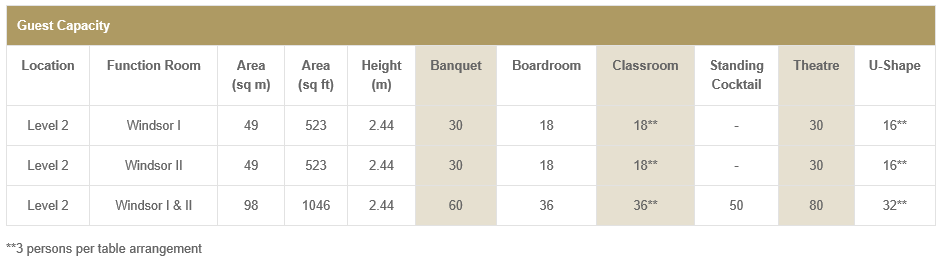 Guest Capacity
Location Function Room Area (sq m) Area (sq ft) Height (m) Banquet Boardroom Classroom Standing Cocktail Theatre U-Shape
Level 2 Windsor I 49 523 2.44 30 18 18** - 30 16**
Level 2 Windsor II 49 523 2.44 30 18 18** - 30 16**
Level 2 Windsor I & II 98 1046 2.44 60 36 36** 50 80 32**
**3 persons per table arrangement